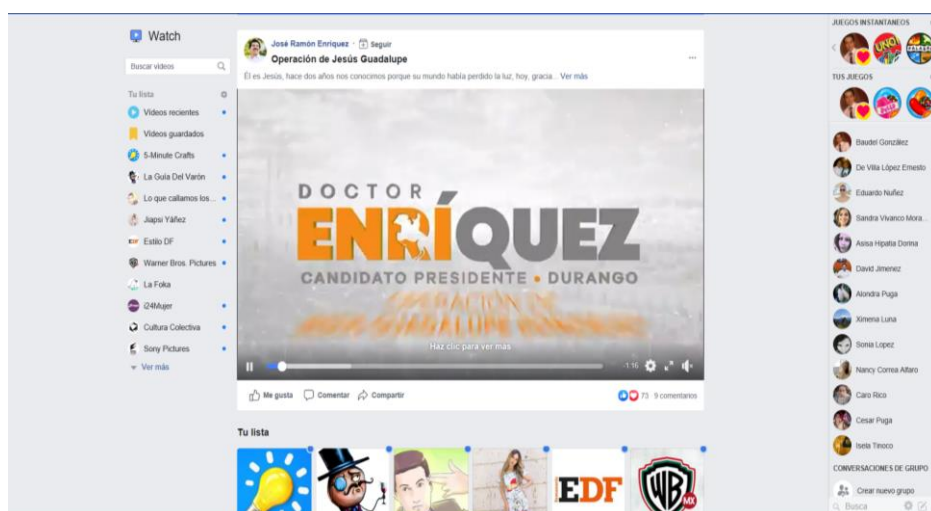 Watch
Buscar videos
Tu lista
Videos recientes
Videos guardados
5-Minute Crafts
La Guía Del Varón
Lo que callamos los...
Jiapsi Yáñez
EDF Estilo DF
Warner Bros. Pictures
La Foka
i24Mujer
Cultura Colectiva
Sony Pictures
Ver más
José Ramón Enríquez · Seguir
Operación de Jesús Guadalupe
Él es Jesús, hace dos años nos conocimos porque su mundo había perdido la luz, hoy, gracia... Ver más
DOCTOR
ENRÍQUEZ
CANDIDATO PRESIDENTE • DURANGO
OPERACIÓN DE
JESÚS GUADALUPE
Haz clic para ver más
-1:16
Me gusta Comentar Compartir
73 9 comentarios
Tu lista
EDF
WB
MX
JUEGOS INSTANTÁNEOS
UNO
TUS JUEGOS
Baudel González
De Villa López Ernesto
Eduardo Nuñez
Sandra Vivanco Mora...
Asisa Hipatia Dorina
David Jimenez
Alondra Puga
Ximena Luna
Sonia Lopez
Nancy Correa Alfaro
Caro Rico
Cesar Puga
Isela Tinoco
CONVERSACIONES DE GRUPO
Crear nuevo grupo
Busca